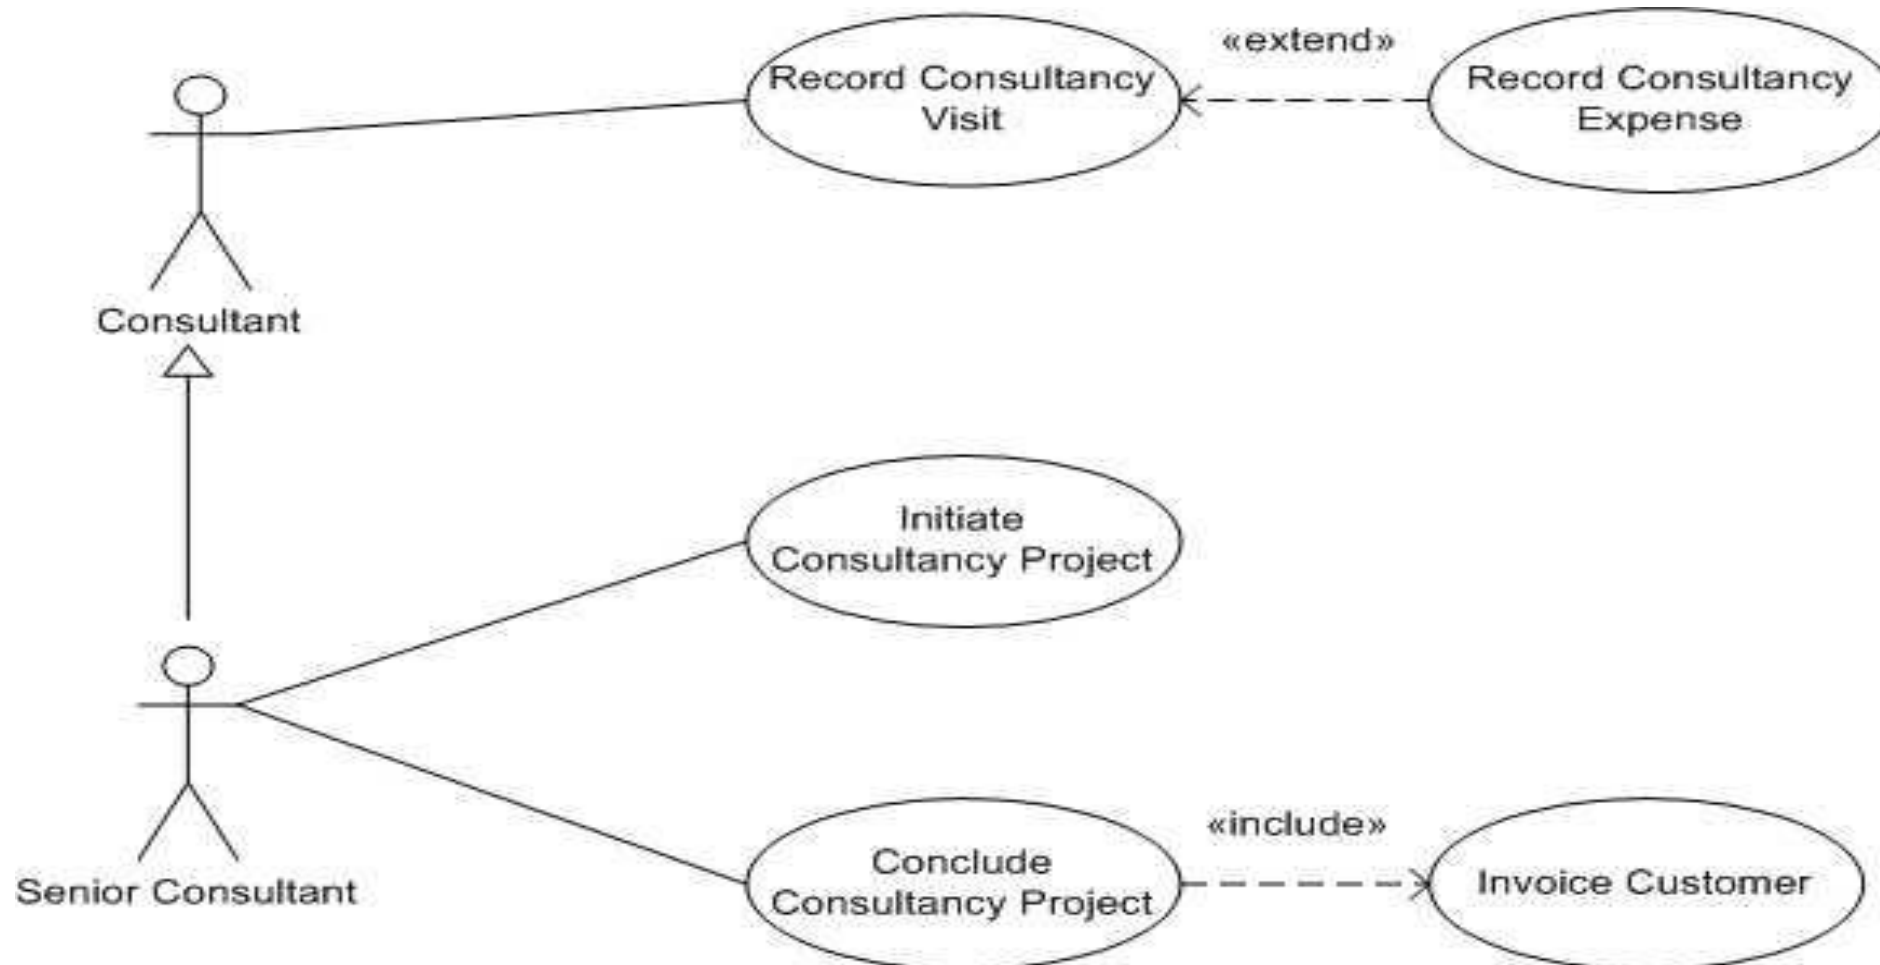 «extend»
Record Consultancy
Visit
Record Consultancy
Expense
Consultant
Initiate
Consultancy Project
Senior Consultant
«include»
Conclude
Consultancy Project
Invoice Customer